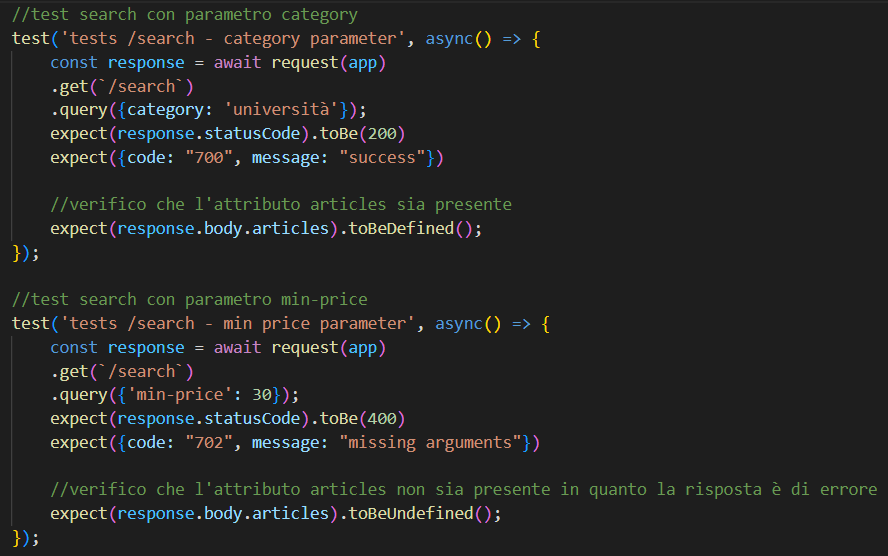 //test search con parametro category
test('tests /search - category parameter', async() => {
    const response = await request(app)
    .get(`/search`)
    .query({category: 'università'});
    expect(response.statusCode).toBe(200)
    expect({code: "700", message: "success"})

    //verifico che l'attributo articles sia presente
    expect(response.body.articles).toBeDefined();
});

//test search con parametro min-price
test('tests /search - min price parameter', async() => {
    const response = await request(app)
    .get(`/search`)
    .query({'min-price': 30});
    expect(response.statusCode).toBe(400)
    expect({code: "702", message: "missing arguments"})

    //verifico che l'attributo articles non sia presente in quanto la risposta è di errore
    expect(response.body.articles).toBeUndefined();
});